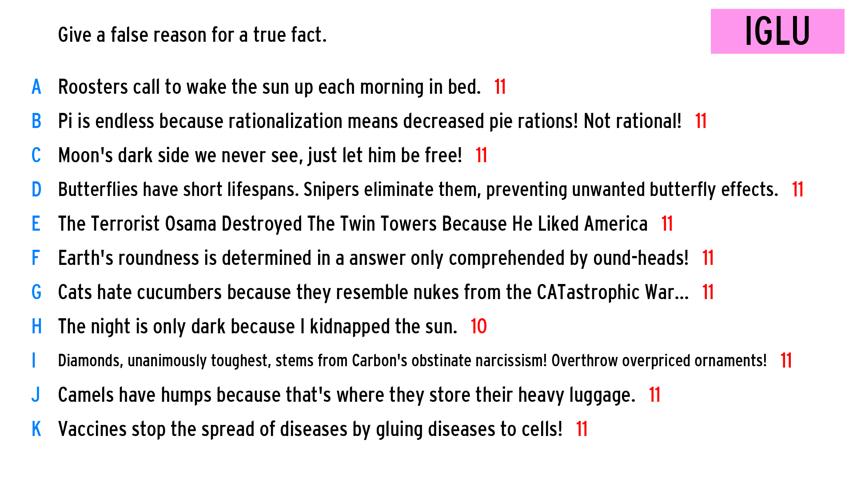 Give a false reason for a true fact.
IGLU
A Roosters call to wake the sun up each morning in bed. 11
B Pi is endless because rationalization means decreased pie rations! Not rational! 11
C Moon's dark side we never see, just let him be free! 11
D Butterflies have short lifespans. Snipers eliminate them, preventing unwanted butterfly effects. 11
E The Terrorist Osama Destroyed The Twin Towers Because He Liked America 11
F Earth's roundness is determined in a answer only comprehended by ound-heads! 11
G Cats hate cucumbers because they resemble nukes from the CATastrophic War... 11
H The night is only dark because I kidnapped the sun. 10
I Diamonds, unanimously toughest, stems from Carbon's obstinate narcissism! Overthrow overpriced ornaments! 11
J Camels have humps because that's where they store their heavy luggage. 11
K Vaccines stop the spread of diseases by gluing diseases to cells! 11